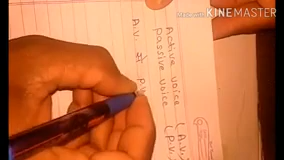 Made with KINEMASTER
Active voice (A.V.
Passive voice (P.V.
A.V. से P.V